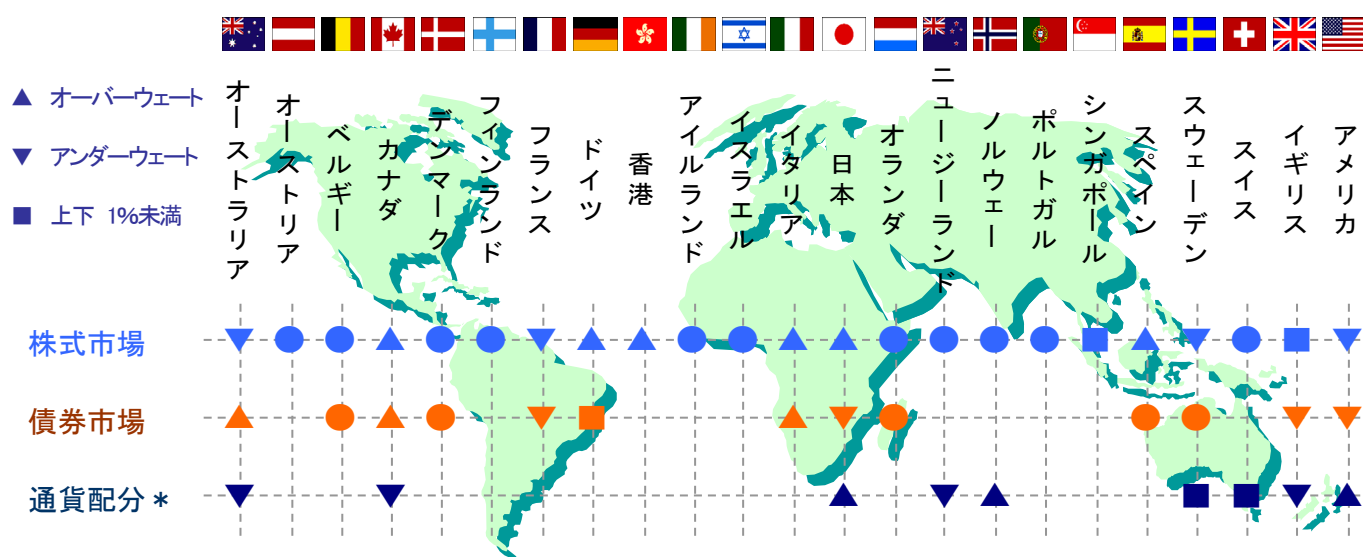 ▲ オーバーウェート
▼ アンダーウェート
■ 上下 1%未満
オーストラリア
オーストリア
ベルギー
カナダ
デンマーク
フィンランド
フランス
ドイツ
香港
アイルランド
イスラエル
イタリア
日本
オランダ
ニュージーランド
ノルウェー
ポルトガル
シンガポール
スペイン
スウェーデン
スイス
イギリス
アメリカ
株式市場
債券市場
通貨配分*